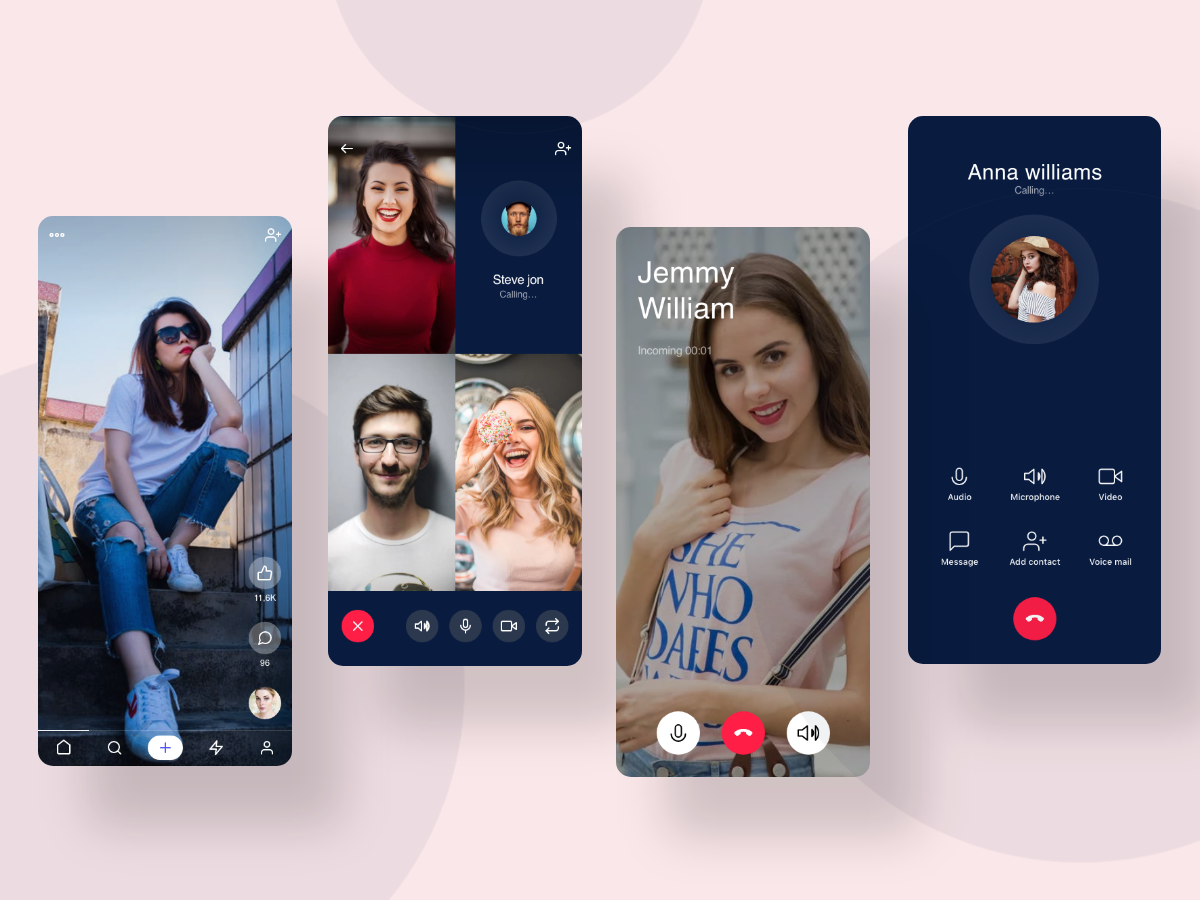 11.6K
96
Steve jon
Calling...
Jemmy
William
Incoming 00:01
SHE
WHO
DARES
Anna williams
Calling...
Audio
Microphone
Video
Message
Add contact
Voice mail